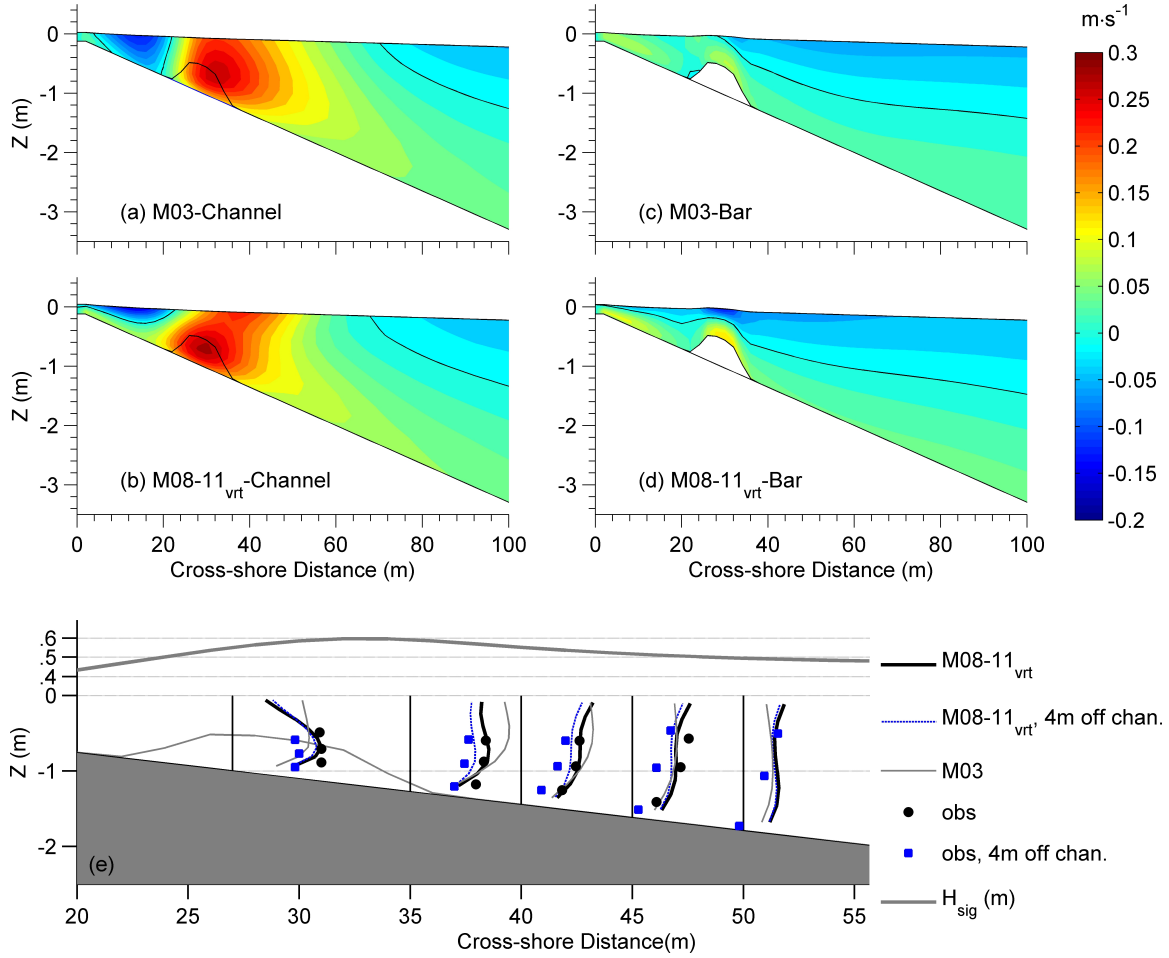 m·s-1
0
-1
-2
-3
Z (m)
(a) M03-Channel
(c) M03-Bar
0.3
0.25
0.2
0.15
0.1
0.05
0
-0.05
-0.1
-0.15
-0.2
0
-1
-2
-3
Z (m)
(b) M08-11vrt-Channel
(d) M08-11vrt-Bar
0 20 40 60 80 100
0 20 40 60 80 100
Cross-shore Distance (m)
Cross-shore Distance (m)
.6
.5
.4
0
-1
-2
Z (m)
(e)
20 25 30 35 40 45 50 55
Cross-shore Distance(m)
M08-11vrt
M08-11vrt, 4m off chan.
M03
obs
obs, 4m off chan.
Hsig (m)